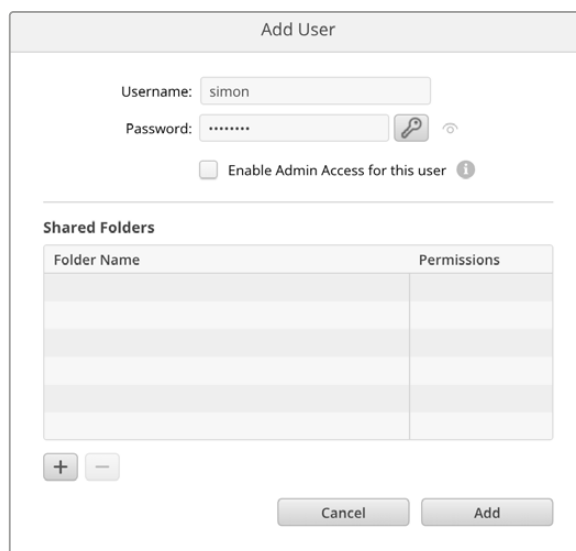 Add User
Username: simon
Password: ••••••••
Enable Admin Access for this user
Shared Folders
Folder Name Permissions
Cancel Add